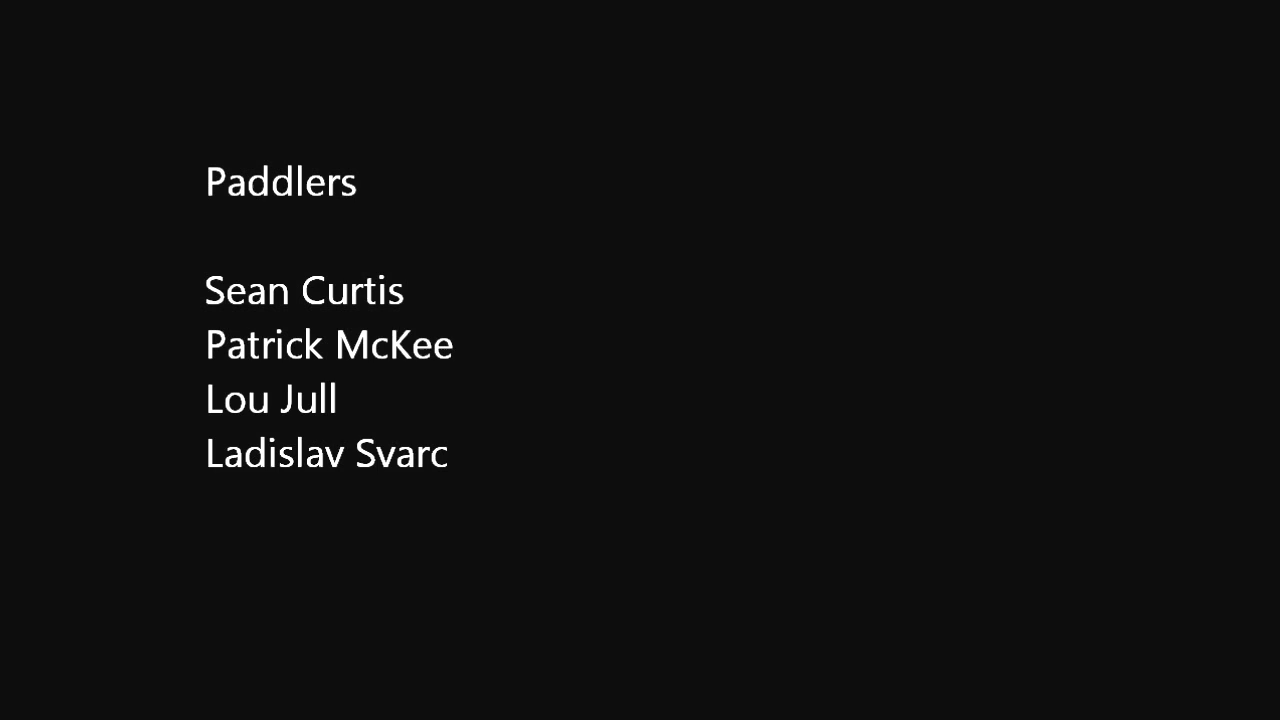 Paddlers
Sean Curtis
Patrick McKee
Lou Jull
Ladislav Svarc